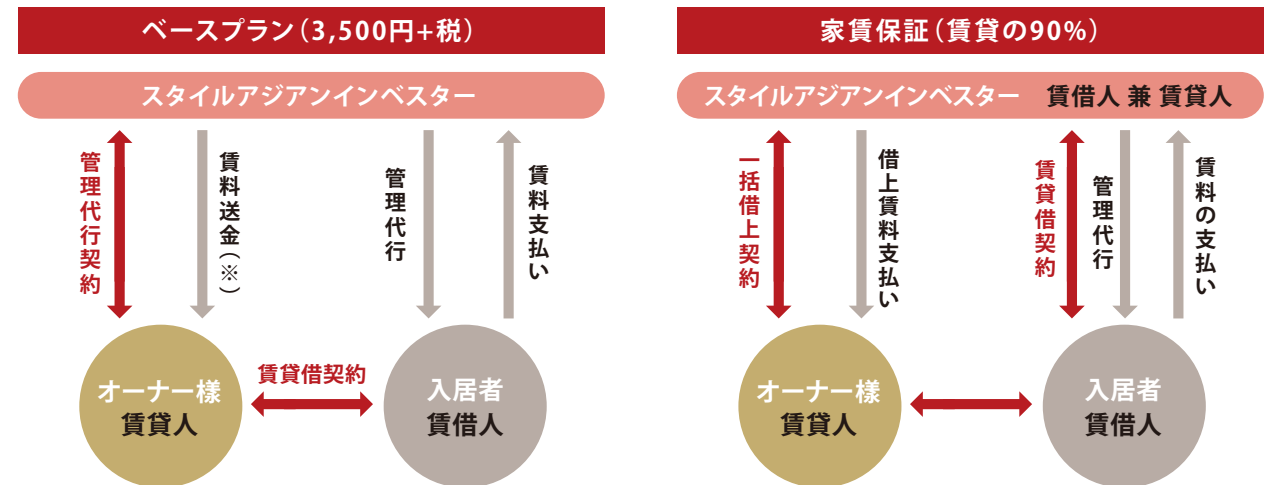 ベースプラン（3,500円+税）
スタイルアジアンインベスター
管理代行契約
賃料送金（※）
管理代行
賃料支払い
オーナー様
賃貸人
賃貸借契約
入居者
賃借人
家賃保証（賃貸の90%）
スタイルアジアンインベスター 賃借人 兼 賃貸人
一括借上契約
借上賃料支払い
賃貸借契約
管理代行
賃料の支払い
オーナー様
賃貸人
入居者
賃借人